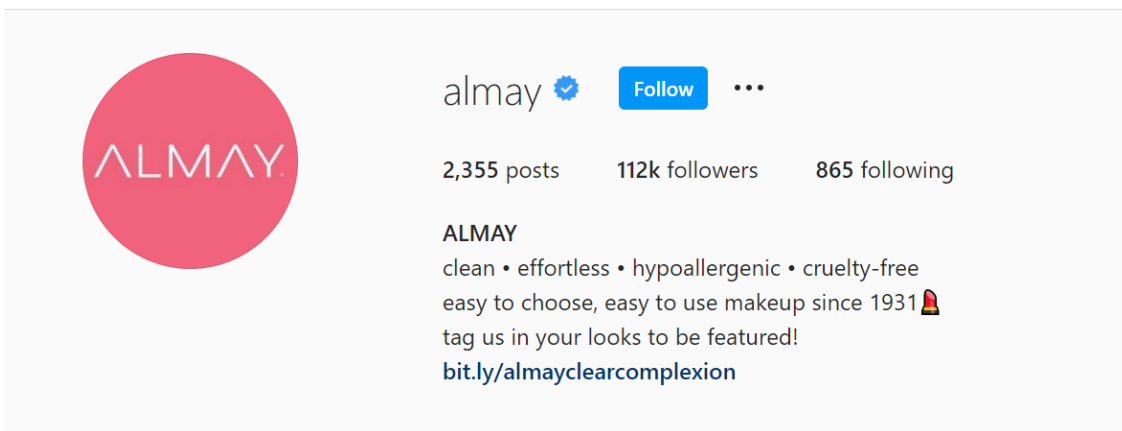 ALMAY.
almay Follow
2,355 posts 112k followers 865 following
ALMAY
clean • effortless • hypoallergenic • cruelty-free
easy to choose, easy to use makeup since 1931💄
tag us in your looks to be featured!
bit.ly/almayclearcomplexion